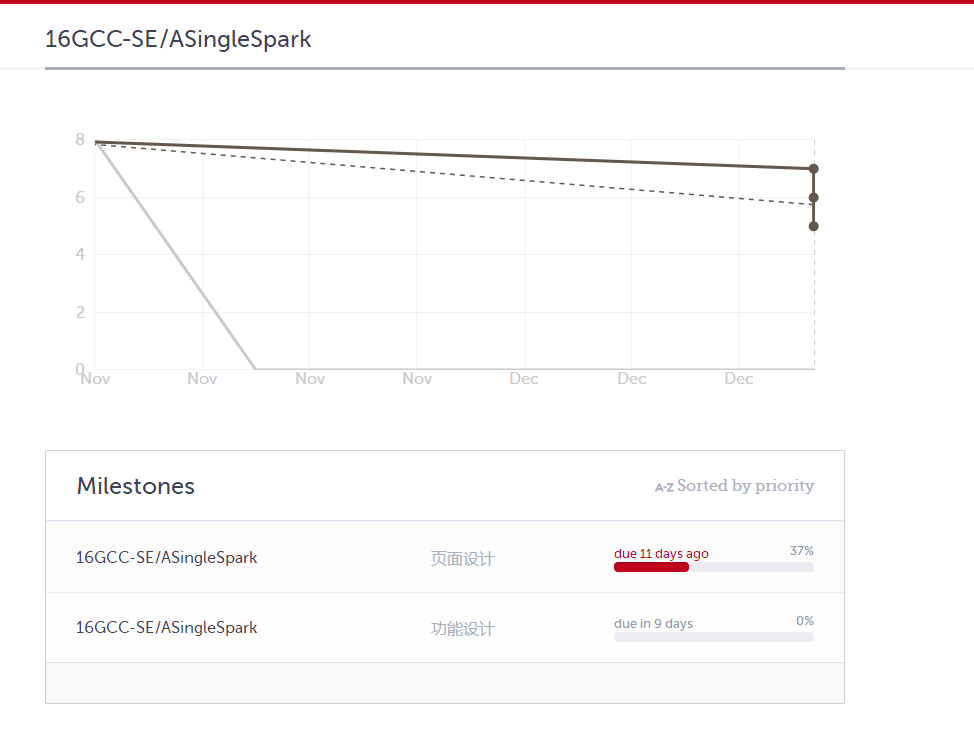 16GCC-SE/ASingleSpark
8
6
4
2
0
Nov Nov Nov Nov Dec Dec Dec
Milestones A-Z Sorted by priority
16GCC-SE/ASingleSpark 页面设计 due 11 days ago 37%
16GCC-SE/ASingleSpark 功能设计 due in 9 days 0%